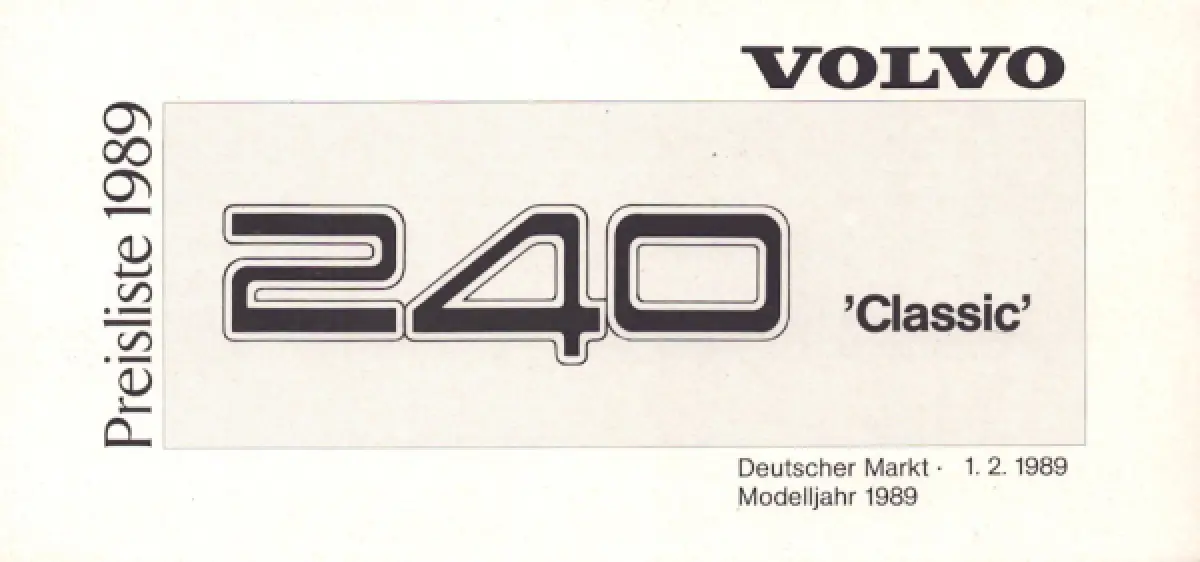 VOLVO
Preisliste 1989
240
’Classic’
Deutscher Markt · 1. 2. 1989
Modelljahr 1989